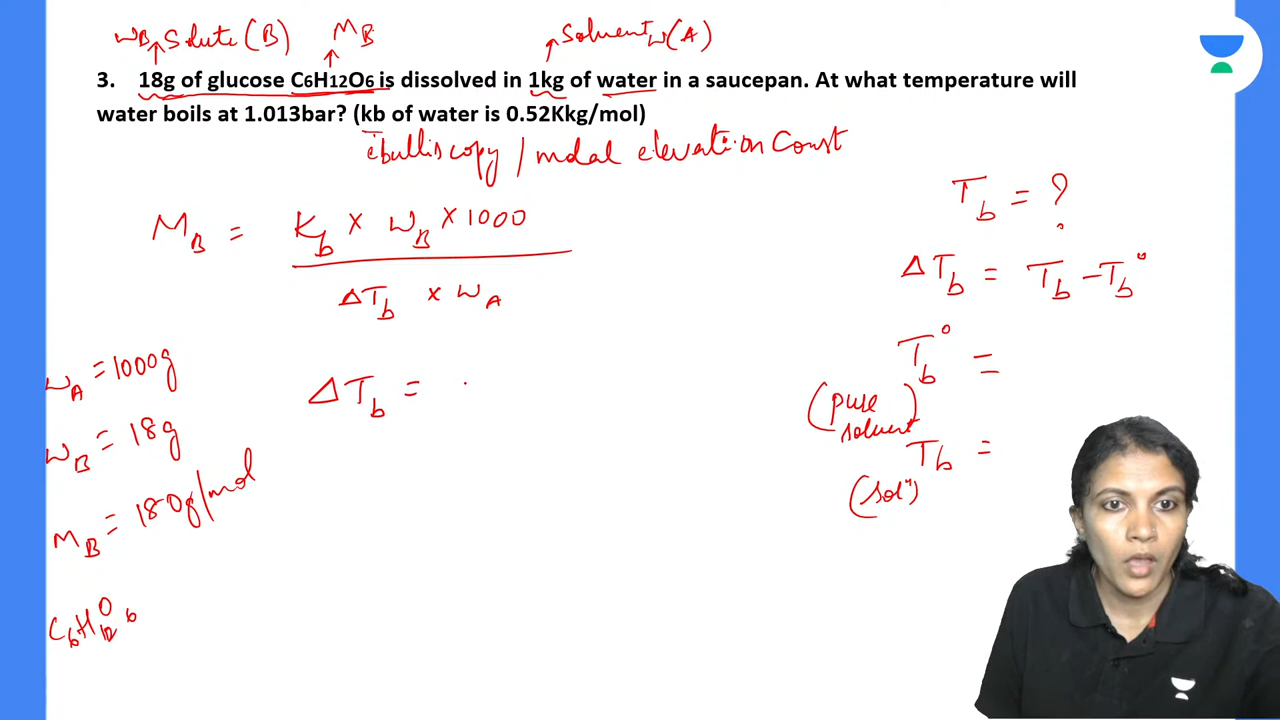 WB Solute (B) MB Solvent W(A)
3. 18g of glucose C6H12O6 is dissolved in 1kg of water in a saucepan. At what temperature will
water boils at 1.013bar? (kb of water is 0.52Kkg/mol)
ebulliscopy / molal elevation Const
MB = Kb × WB × 1000
ΔTb × WA
Tb = ?
ΔTb = Tb - Tb°
WA = 1000g
WB = 18g
MB = 180g/mol
C6H12O6
ΔTb =
Tb° =
(pure
solvent)
Tb =
(solⁿ)